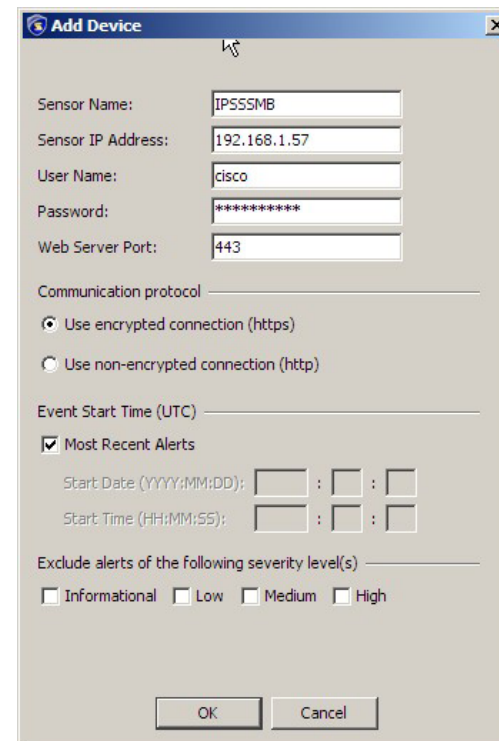 Add Device
Sensor Name: IPSSSMB
Sensor IP Address: 192.168.1.57
User Name: cisco
Password: **********
Web Server Port: 443
Communication protocol
Use encrypted connection (https)
Use non-encrypted connection (http)
Event Start Time (UTC)
Most Recent Alerts
Start Date (YYYY:MM:DD): : :
Start Time (HH:MM:SS): : :
Exclude alerts of the following severity level(s)
Informational Low Medium High
OK Cancel